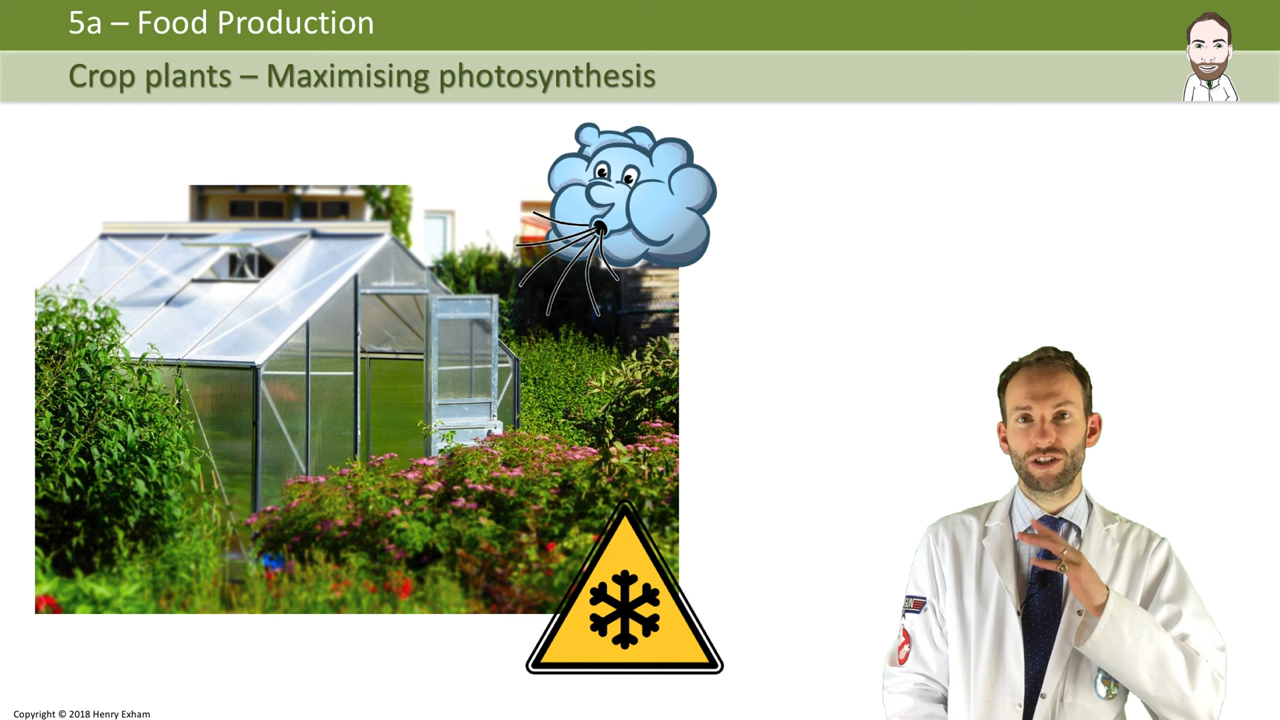 5a – Food Production
Crop plants – Maximising photosynthesis
Copyright © 2018 Henry Exham